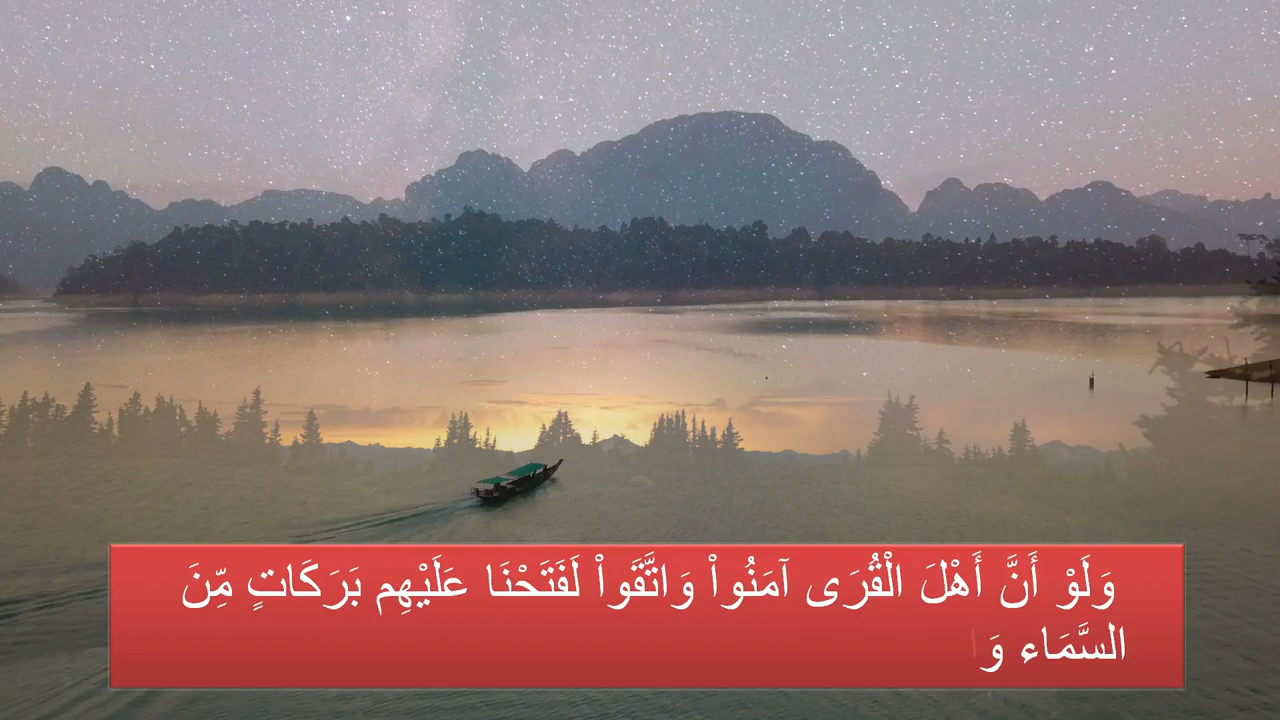 وَلَوْ أَنَّ أَهْلَ الْقُرَى آمَنُواْ وَاتَّقَواْ لَفَتَحْنَا عَلَيْهِم بَرَكَاتٍ مِّنَ
السَّمَاء وَ